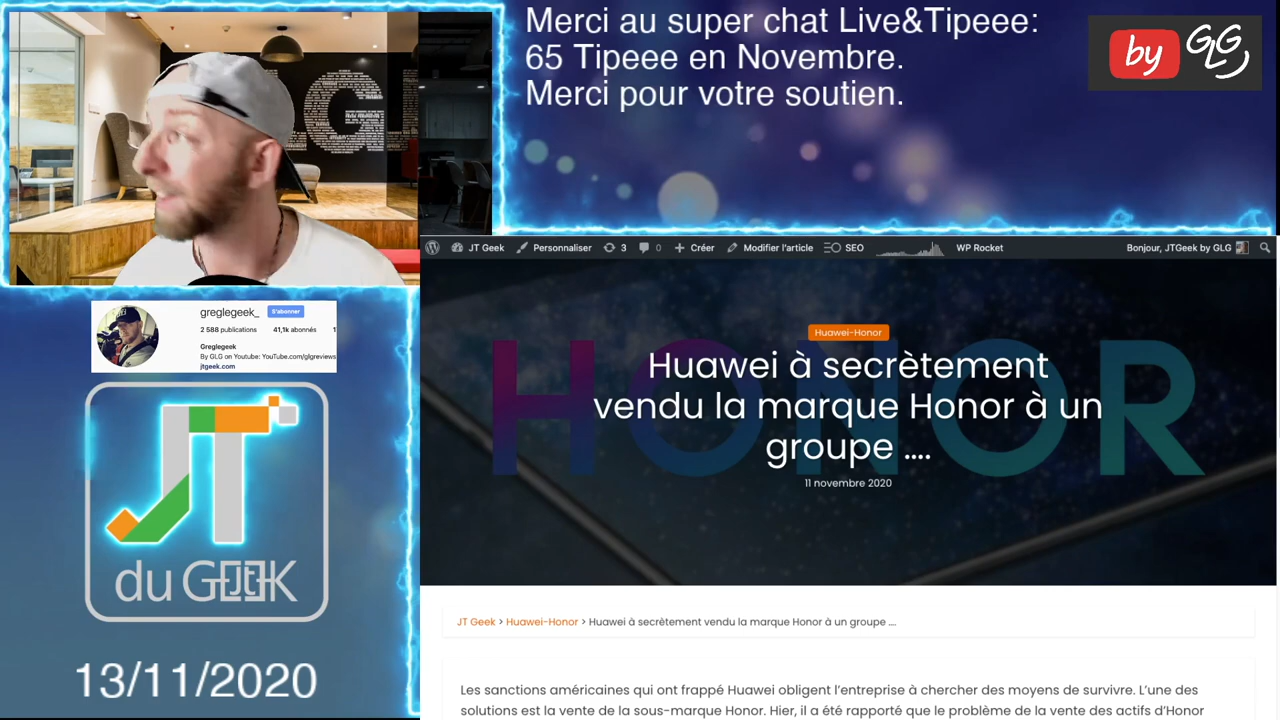 Merci au super chat Live&Tipeee:
65 Tipeee en Novembre.
Merci pour votre soutien.
by GLG
JT Geek
Personnaliser
3
0
Créer
Modifier l'article
SEO
WP Rocket
Bonjour, JTGeek by GLG
greglegeek_ S'abonner
2 588 publications 41,1k abonnés 1
Greglegeek
By GLG on Youtube: YouTube.com/glgreviews
jtgeek.com
JT
du GEEK
13/11/2020
HONOR
Huawei-Honor
Huawei à secrètement
vendu la marque Honor à un
groupe ....
11 novembre 2020
JT Geek > Huawei-Honor > Huawei à secrètement vendu la marque Honor à un groupe ....
Les sanctions américaines qui ont frappé Huawei obligent l'entreprise à chercher des moyens de survivre. L'une des
solutions est la vente de la sous-marque Honor. Hier, il a été rapporté que le problème de la vente des actifs d'Honor